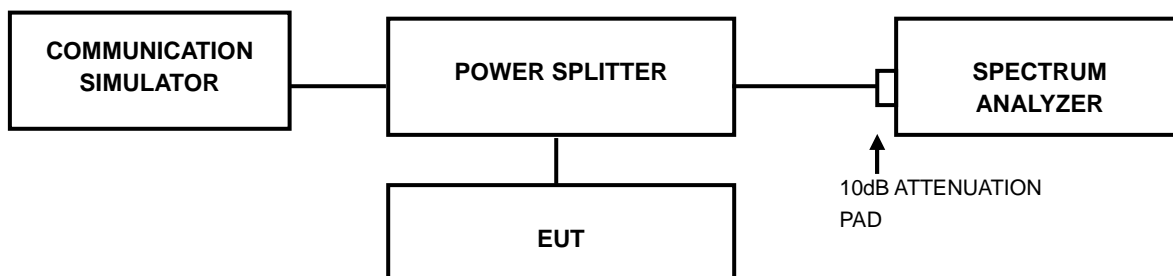 COMMUNICATION
SIMULATOR
POWER SPLITTER
SPECTRUM
ANALYZER
10dB ATTENUATION
PAD
EUT